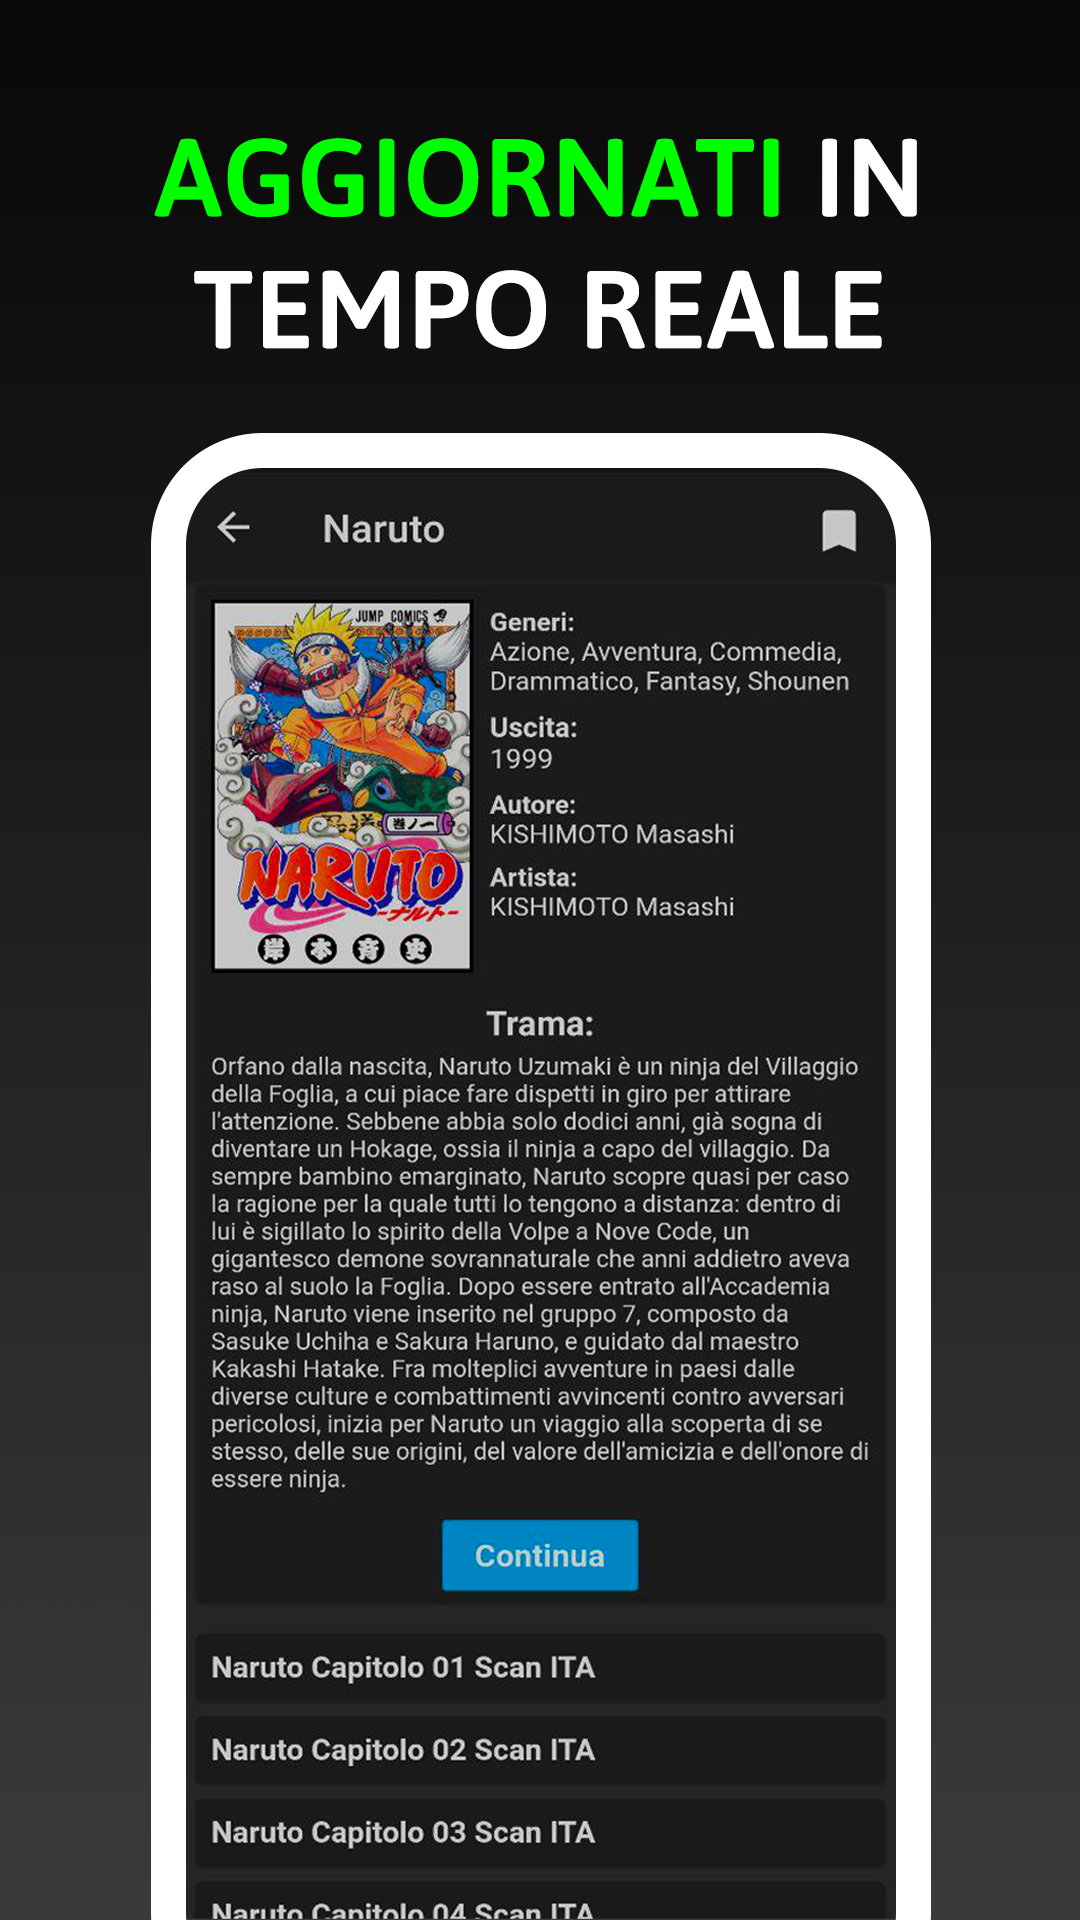 AGGIORNATI IN
TEMPO REALE
Naruto
JUMP COMICS
巻ノ一
NARUTO
-ナルト-
岸本斉史
Generi:
Azione, Avventura, Commedia,
Drammatico, Fantasy, Shounen
Uscita:
1999
Autore:
KISHIMOTO Masashi
Artista:
KISHIMOTO Masashi
Trama:
Orfano dalla nascita, Naruto Uzumaki è un ninja del Villaggio
della Foglia, a cui piace fare dispetti in giro per attirare
l'attenzione. Sebbene abbia solo dodici anni, già sogna di
diventare un Hokage, ossia il ninja a capo del villaggio. Da
sempre bambino emarginato, Naruto scopre quasi per caso
la ragione per la quale tutti lo tengono a distanza: dentro di
lui è sigillato lo spirito della Volpe a Nove Code, un
gigantesco demone sovrannaturale che anni addietro aveva
raso al suolo la Foglia. Dopo essere entrato all'Accademia
ninja, Naruto viene inserito nel gruppo 7, composto da
Sasuke Uchiha e Sakura Haruno, e guidato dal maestro
Kakashi Hatake. Fra molteplici avventure in paesi dalle
diverse culture e combattimenti avvincenti contro avversari
pericolosi, inizia per Naruto un viaggio alla scoperta di se
stesso, delle sue origini, del valore dell'amicizia e dell'onore di
essere ninja.
Continua
Naruto Capitolo 01 Scan ITA
Naruto Capitolo 02 Scan ITA
Naruto Capitolo 03 Scan ITA
Naruto Capitolo 04 Scan ITA